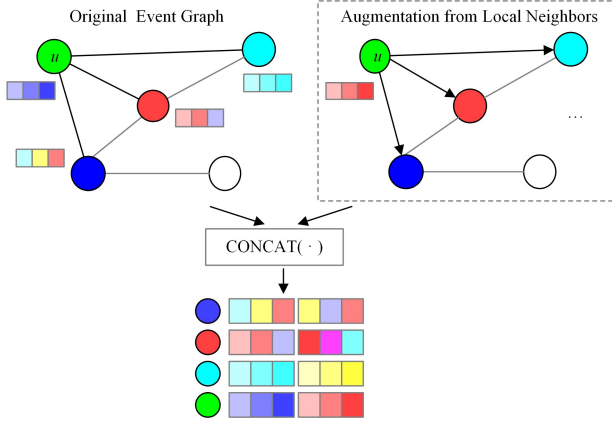 Original Event Graph
Augmentation from Local Neighbors
u
u
...
CONCAT( · )